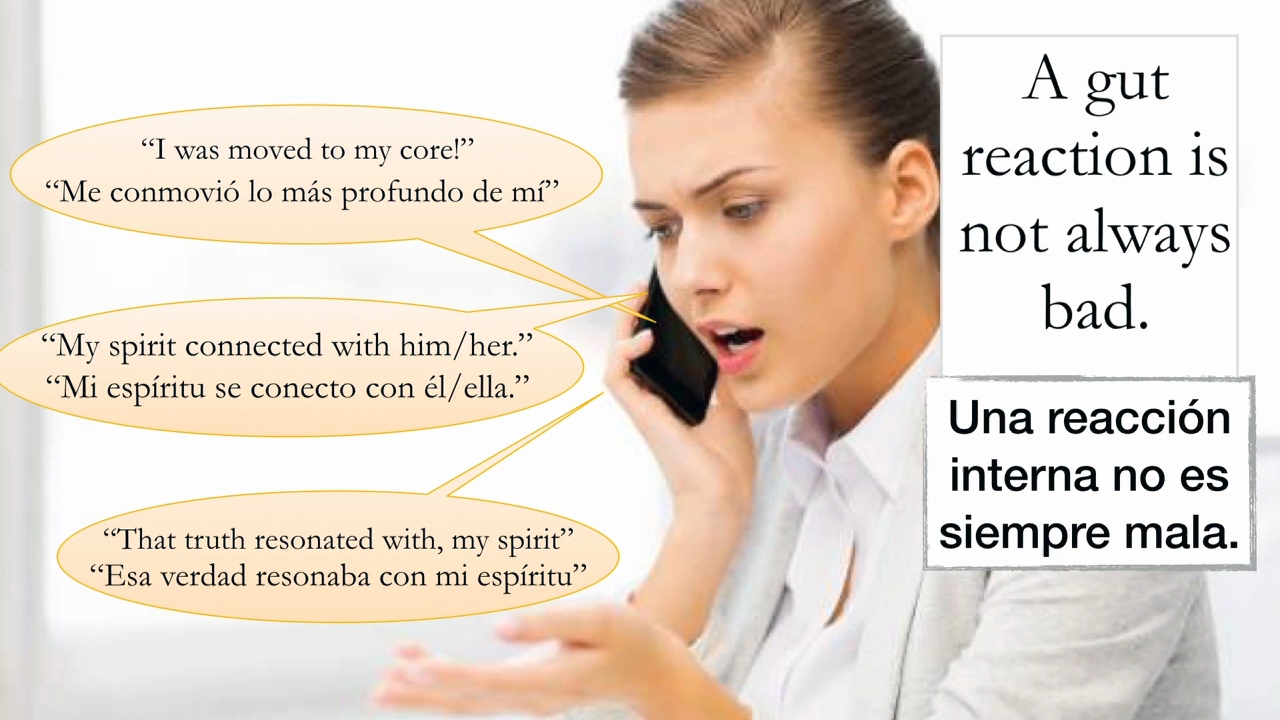 “I was moved to my core!”
“Me conmovió lo más profundo de mí”
“My spirit connected with him/her.”
“Mi espíritu se conecto con él/ella.”
“That truth resonated with, my spirit”
“Esa verdad resonaba con mi espíritu”
A gut
reaction is
not always
bad.
Una reacción
interna no es
siempre mala.